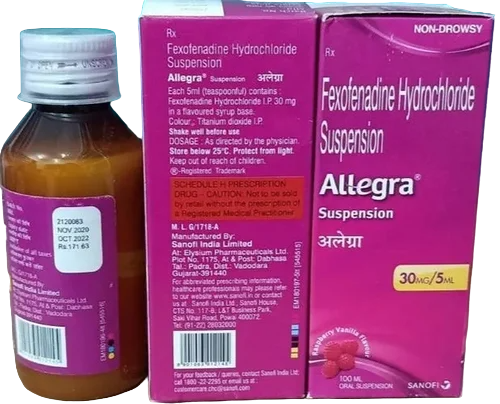 2120083
NOV 2020
OCT 2022
Rs.171.63
M.L. G/1718-A
Sanofi India Limited
Rx
Fexofenadine Hydrochloride
Suspension
Allegra® Suspension अलेग्रा
Each 5ml (teaspoonful) contains :
Fexofenadine Hydrochloride I.P. 30 mg
in a flavoured syrup base.
Colour : Titanium dioxide I.P.
Shake well before use
DOSAGE : As directed by the physician.
Store below 25°C. Protect from light.
Keep out of reach of children.
®-Registered Trademark
SCHEDULE H PRESCRIPTION
DRUG – CAUTION: Not to be sold
by retail without the prescription of
a Registered Medical Practitioner
M. L. G/1718-A
Manufactured By:
Sanofi India Limited
At: Elysium Pharmaceuticals Ltd.
Plot No. 1175, At & Post: Dabhasa
Tal.: Padra, Dist.: Vadodara
Gujarat-391440
For abbreviated prescribing information,
healthcare professionals may please refer
to our website www.sanofi.in or contact
us at : Sanofi India Ltd.; Sanofi House,
CTS No. 117-B; L&T Business Park,
Saki Vihar Road, Powai 400072.
Tel: (91-22) 28032000
For your feedback / queries, contact Sanofi India Ltd.
call 1800-22-2295 or email us at :
customercare.chc@sanofi.com
NON-DROWSY
Rx
Fexofenadine Hydrochloride
Suspension
Allegra®
Suspension
अलेग्रा
30MG/5ML
Raspberry Vanilla Flavour
100 ML
ORAL SUSPENSION
SANOFI